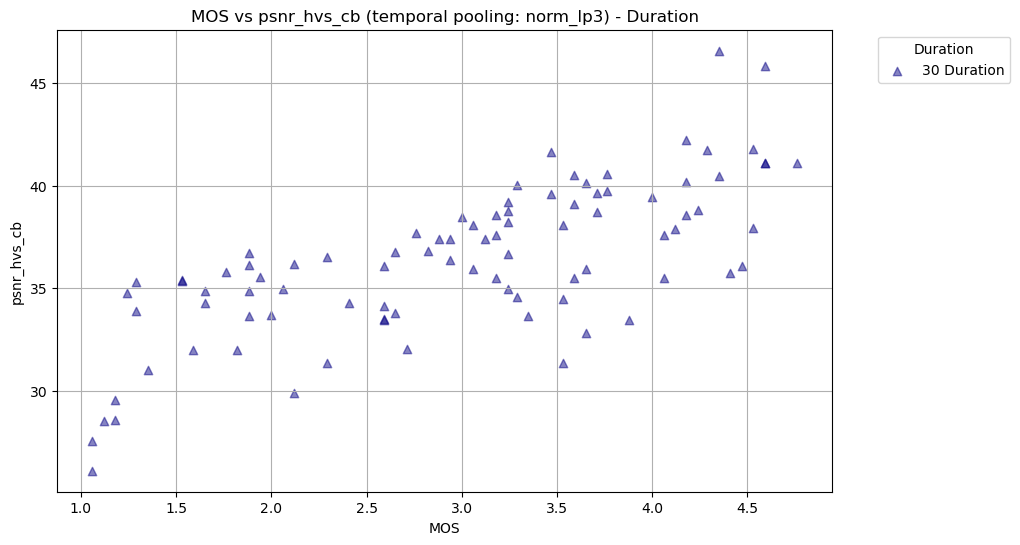 MOS vs psnr_hvs_cb (temporal pooling: norm_lp3) - Duration
Duration
30 Duration
psnr_hvs_cb
45
40
35
30
1.0 1.5 2.0 2.5 3.0 3.5 4.0 4.5
MOS